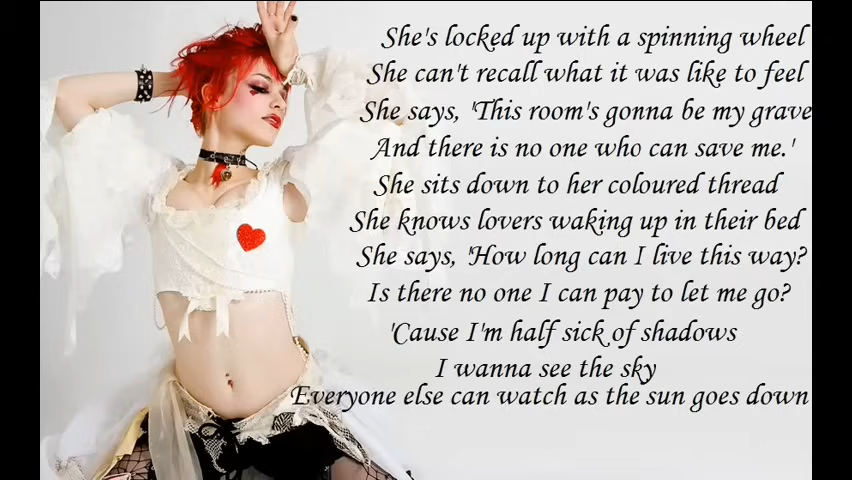 She's locked up with a spinning wheel
She can't recall what it was like to feel
She says, 'This room's gonna be my grave
And there is no one who can save me.'
She sits down to her coloured thread
She knows lovers waking up in their bed
She says, 'How long can I live this way?
Is there no one I can pay to let me go?
'Cause I'm half sick of shadows
I wanna see the sky
Everyone else can watch as the sun goes down